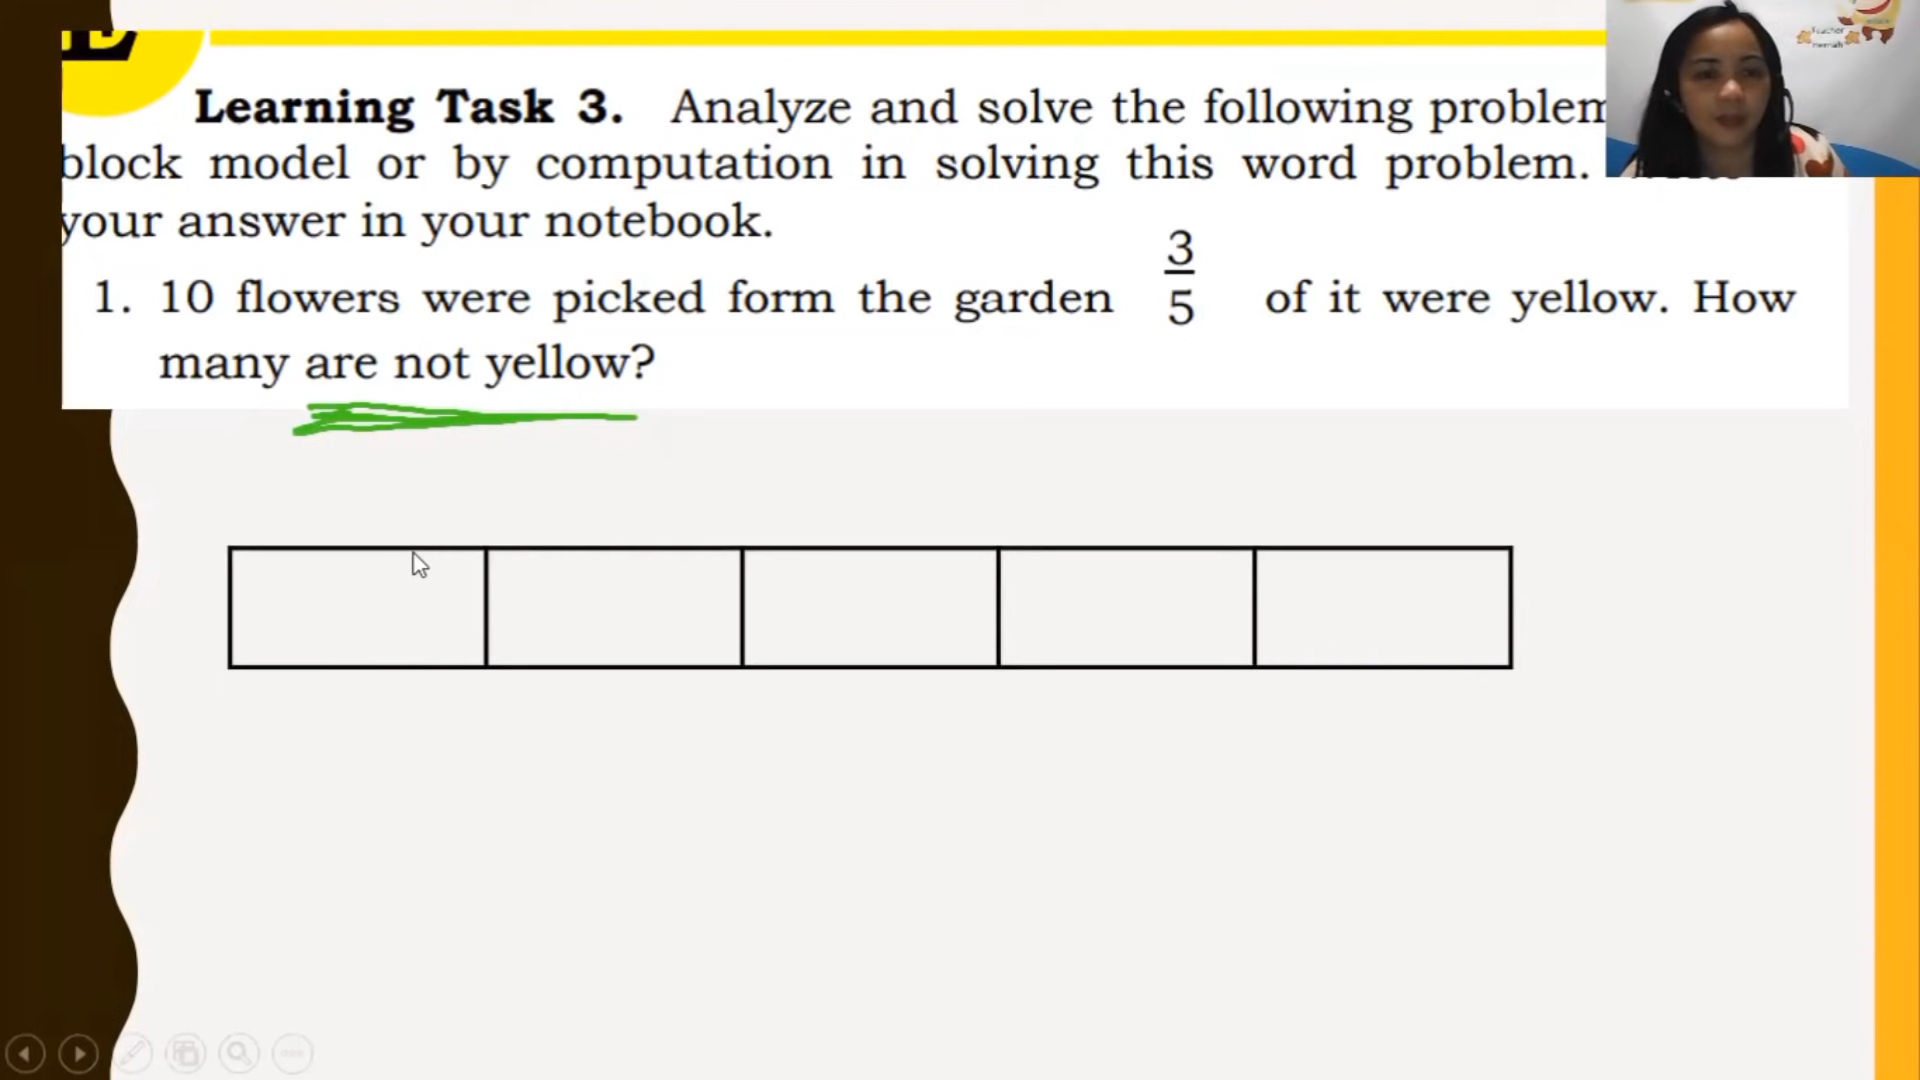 Learning Task 3. Analyze and solve the following problem
block model or by computation in solving this word problem.
your answer in your notebook.
1. 10 flowers were picked form the garden 3/5 of it were yellow. How
many are not yellow?
Teacher